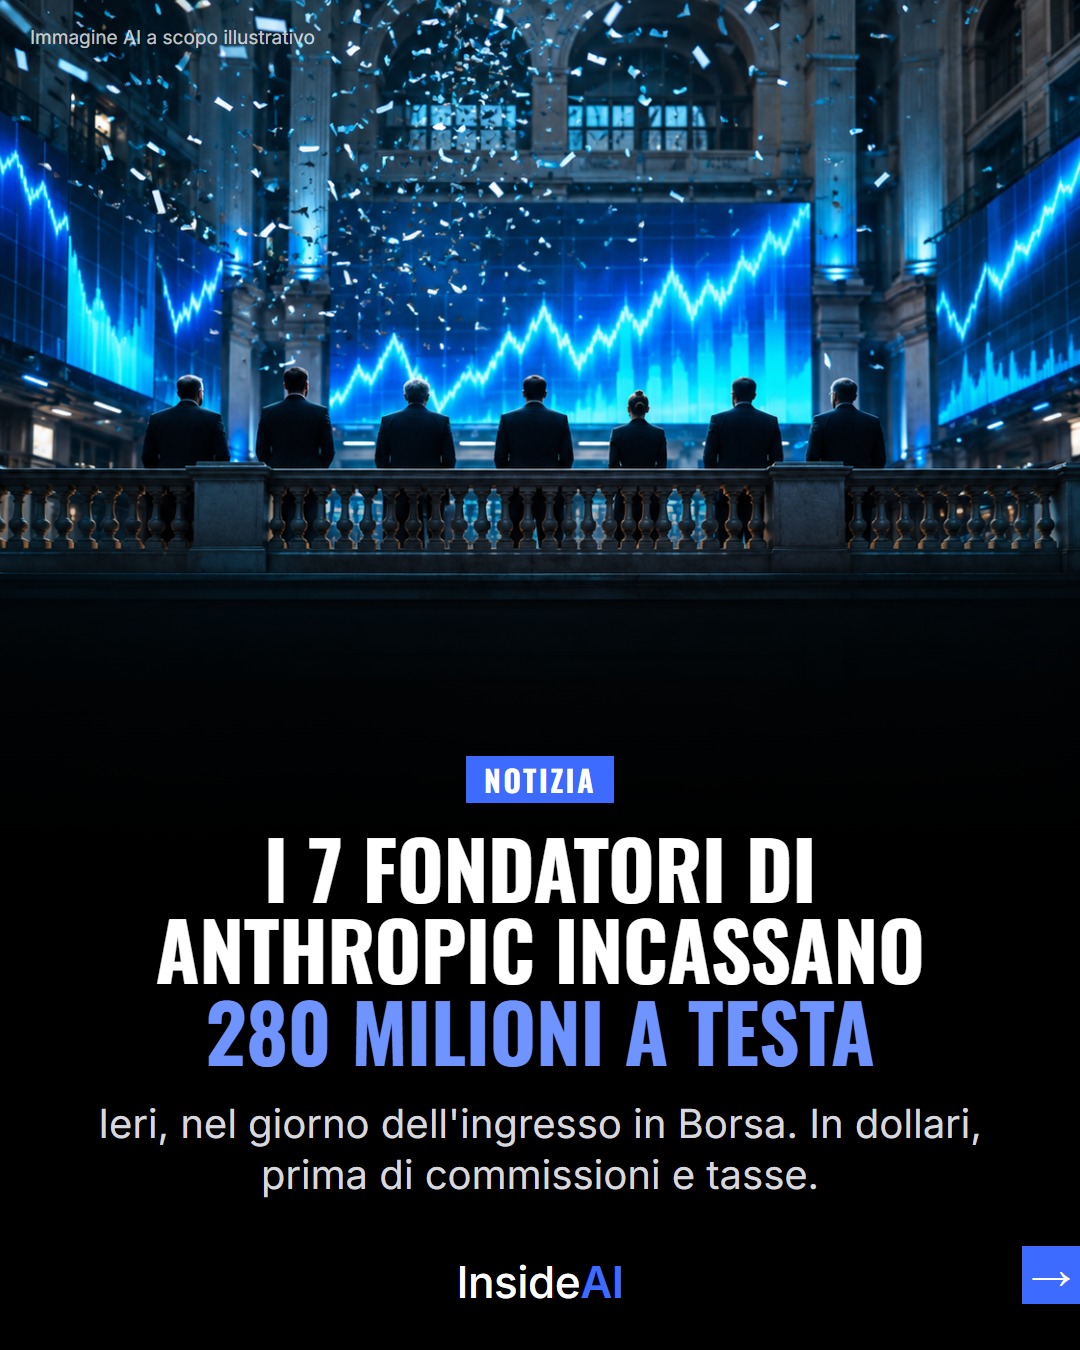 Immagine AI a scopo illustrativo
NOTIZIA
I 7 FONDATORI DI
ANTHROPIC INCASSANO
280 MILIONI A TESTA
Ieri, nel giorno dell'ingresso in Borsa. In dollari,
prima di commissioni e tasse.
InsideAI
→